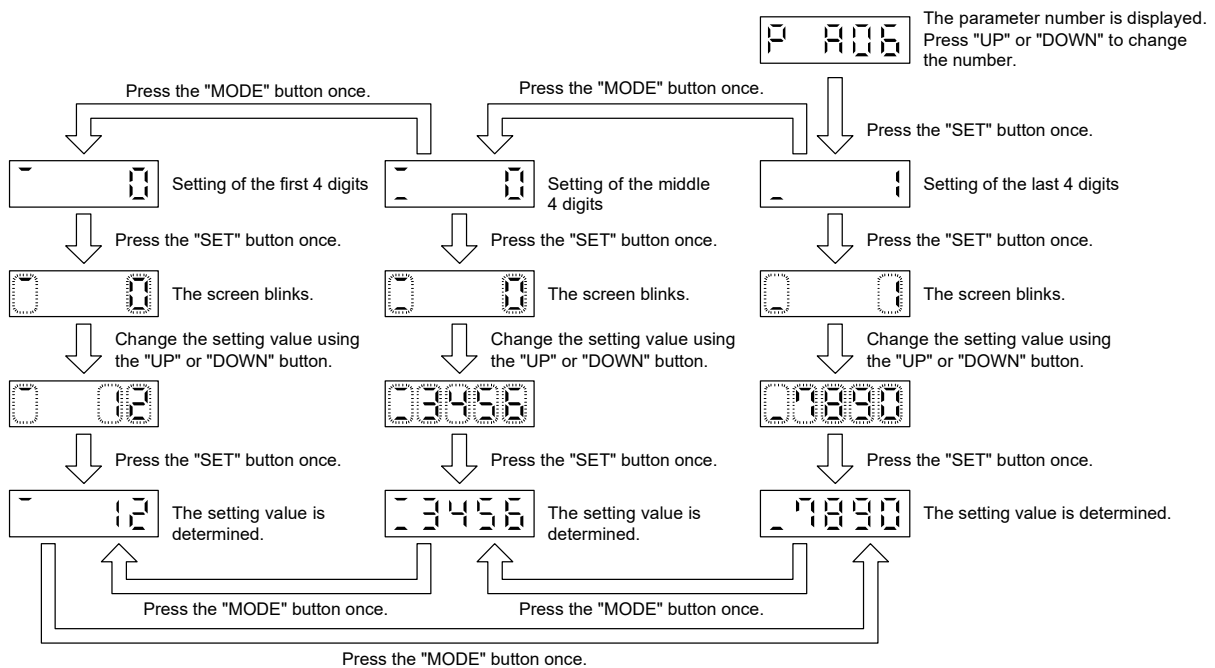 P A06
The parameter number is displayed.
Press "UP" or "DOWN" to change
the number.
Press the "MODE" button once.
Press the "MODE" button once.
Press the "SET" button once.
0
Setting of the first 4 digits
0
Setting of the middle
4 digits
_ 1
Setting of the last 4 digits
Press the "SET" button once.
Press the "SET" button once.
Press the "SET" button once.
0
The screen blinks.
0
The screen blinks.
_ 1
The screen blinks.
Change the setting value using
the "UP" or "DOWN" button.
Change the setting value using
the "UP" or "DOWN" button.
Change the setting value using
the "UP" or "DOWN" button.
12
3456
_7890
Press the "SET" button once.
Press the "SET" button once.
Press the "SET" button once.
12
The setting value is
determined.
3456
The setting value is
determined.
_7890
The setting value is determined.
Press the "MODE" button once.
Press the "MODE" button once.
Press the "MODE" button once.